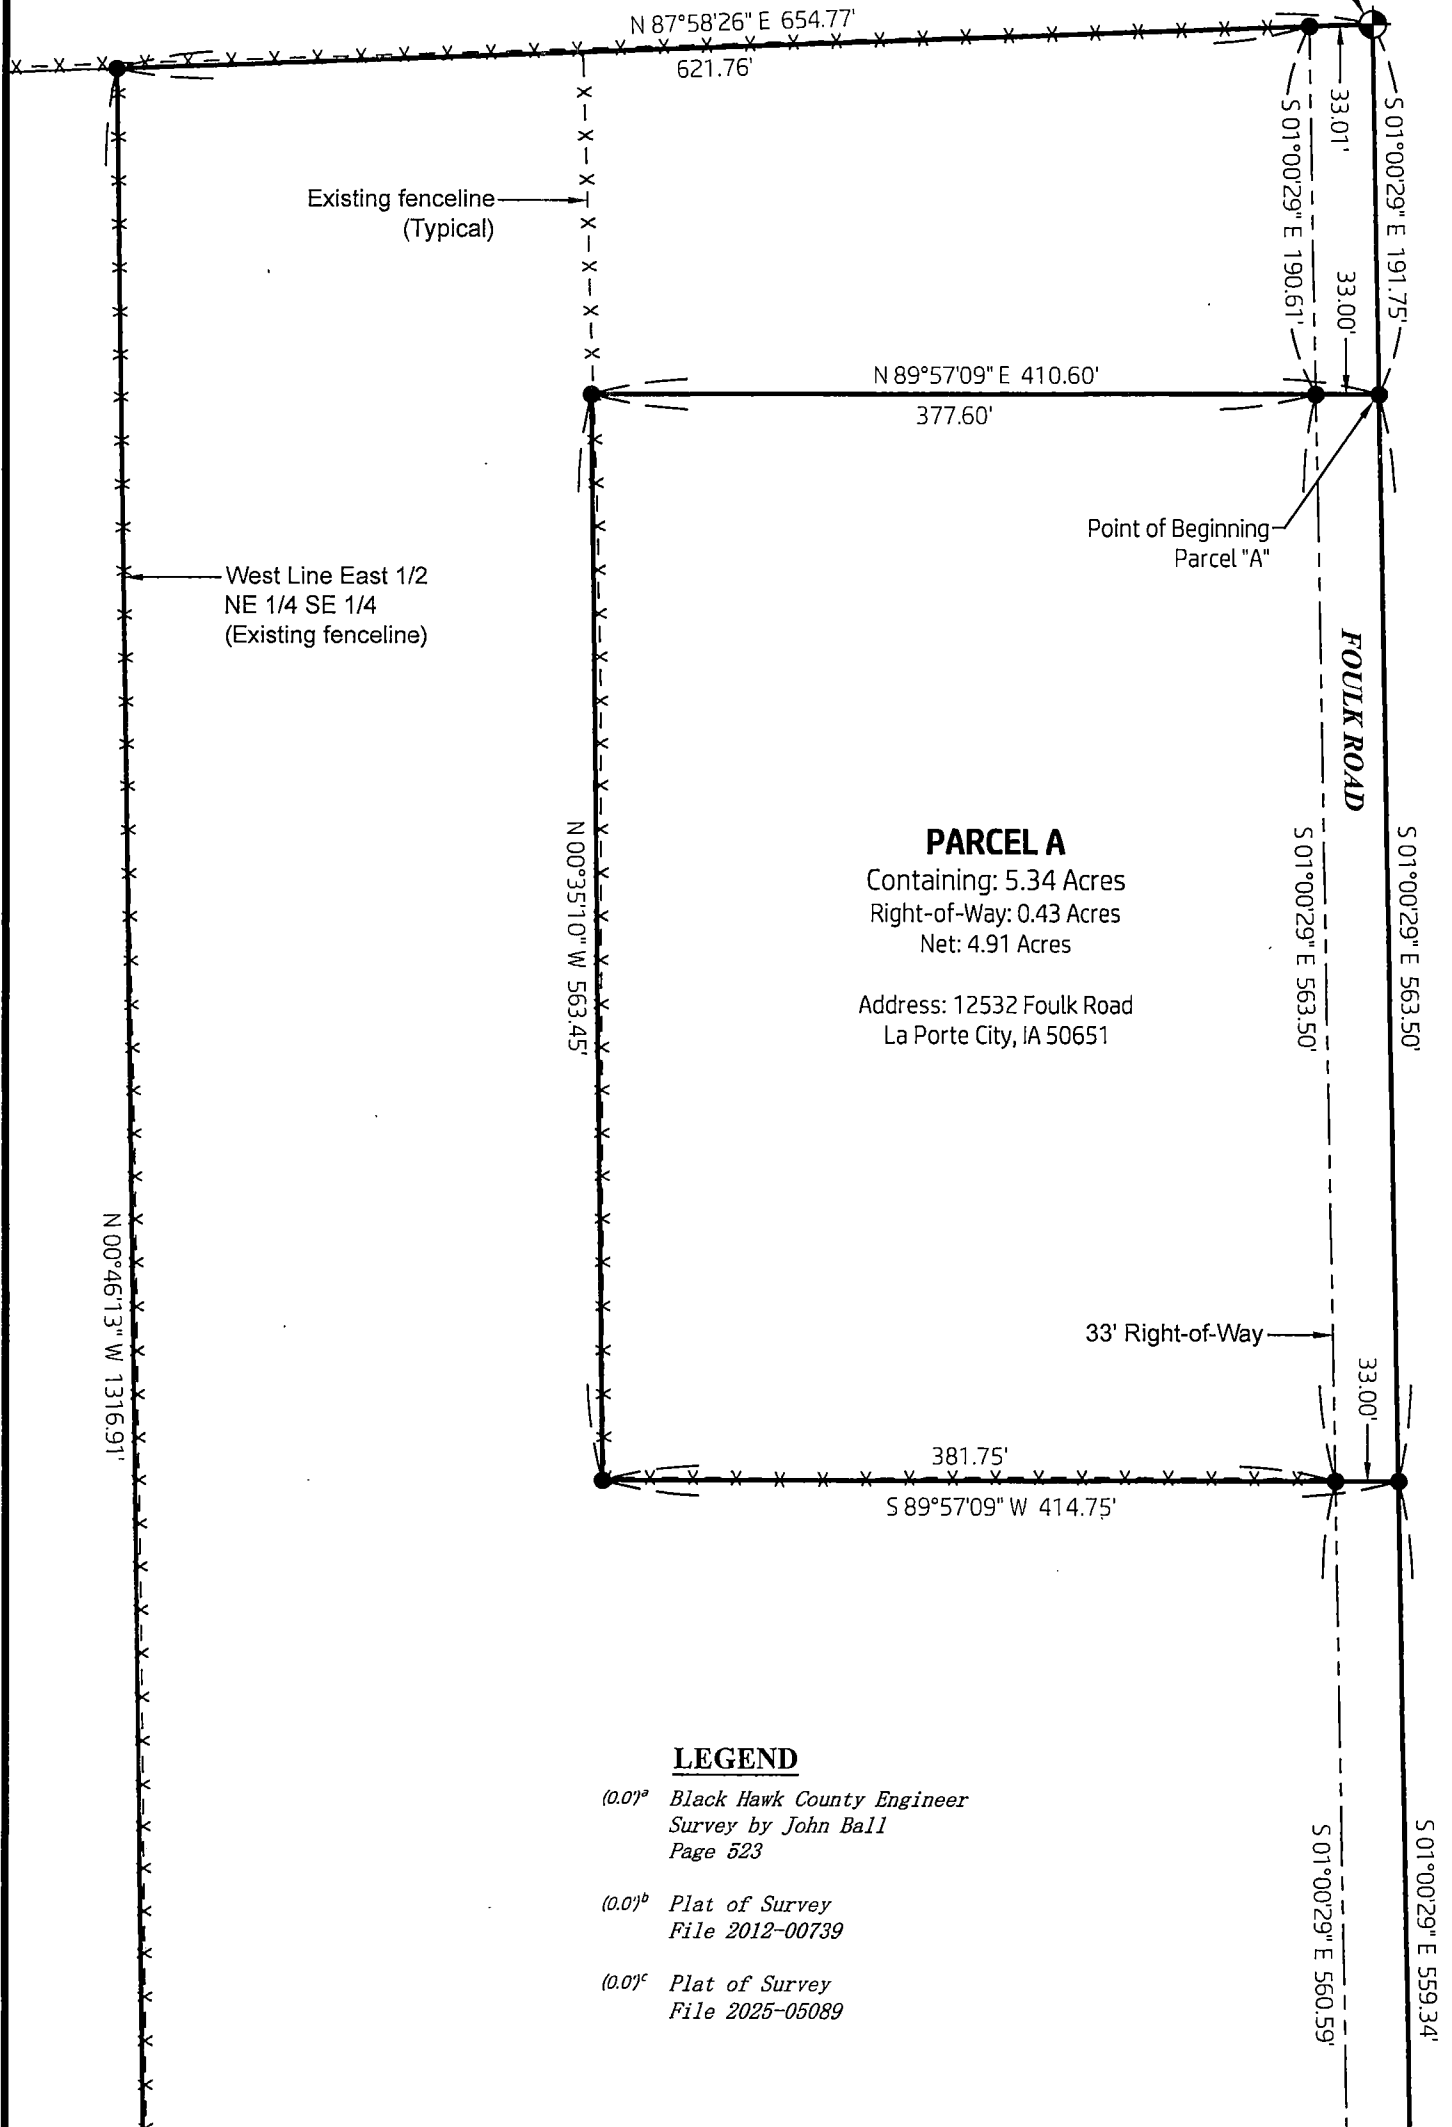 N 87°58'26" E 654.77'
621.76'
S 01°00'29" E 190.61'
33.01'
S 01°00'29" E 191.75'
33.00'
Existing fenceline
(Typical)
N 89°57'09" E 410.60'
377.60'
Point of Beginning
Parcel "A"
West Line East 1/2
NE 1/4 SE 1/4
(Existing fenceline)
FOULK ROAD
PARCEL A
Containing: 5.34 Acres
Right-of-Way: 0.43 Acres
Net: 4.91 Acres
Address: 12532 Foulk Road
La Porte City, IA 50651
N 00°35'10" W 563.45'
S 01°00'29" E 563.50'
S 01°00'29" E 563.50'
N 00°46'13" W 1316.91'
33' Right-of-Way
33.00'
381.75'
S 89°57'09" W 414.75'
LEGEND
(0.0')a Black Hawk County Engineer
Survey by John Ball
Page 523
(0.0')b Plat of Survey
File 2012-00739
(0.0')c Plat of Survey
File 2025-05089
S 01°00'29" E 560.59'
S 01°00'29" E 559.34'